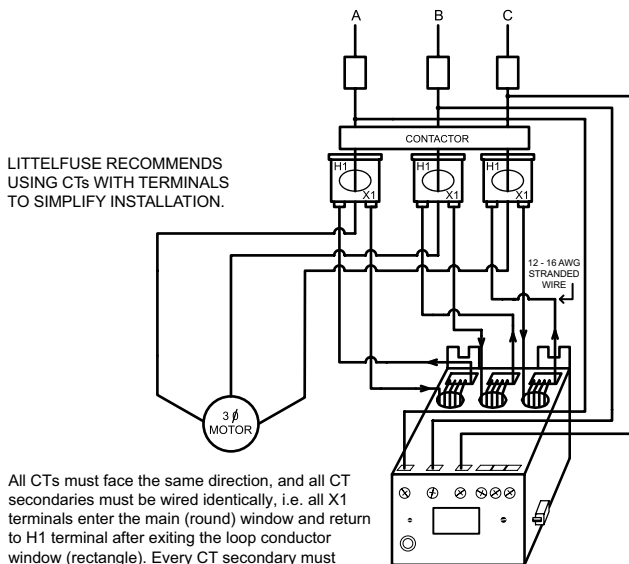 A B C
CONTACTOR
LITTELFUSE RECOMMENDS
USING CTs WITH TERMINALS
TO SIMPLIFY INSTALLATION.
H1 X1 H1 X1 H1 X1
12 - 16 AWG
STRANDED
WIRE
3 ϕ
MOTOR
All CTs must face the same direction, and all CT
secondaries must be wired identically, i.e. all X1
terminals enter the main (round) window and return
to H1 terminal after exiting the loop conductor
window (rectangle). Every CT secondary must